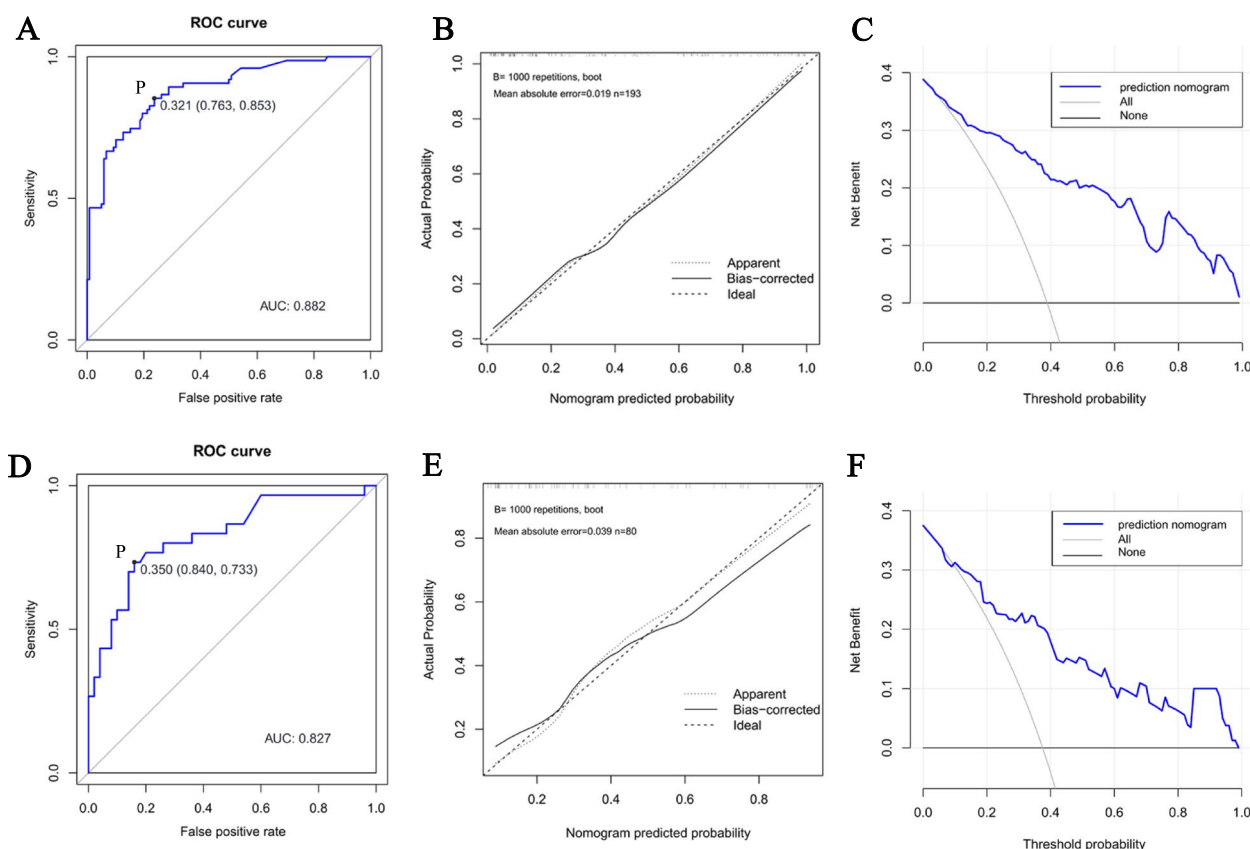 A
ROC curve
1.0
0.5
0.0
Sensitivity
P
0.321 (0.763, 0.853)
AUC: 0.882
0.0 0.2 0.4 0.6 0.8 1.0
False positive rate
B
B= 1000 repetitions, boot
Mean absolute error=0.019 n=193
1.0
0.8
0.6
0.4
0.2
0.0
Actual Probability
Apparent
Bias-corrected
Ideal
0.0 0.2 0.4 0.6 0.8 1.0
Nomogram predicted probability
C
0.4
0.3
0.2
0.1
0.0
Net Benefit
prediction nomogram
All
None
0.0 0.2 0.4 0.6 0.8 1.0
Threshold probability
D
ROC curve
1.0
0.5
0.0
Sensitivity
P
0.350 (0.840, 0.733)
AUC: 0.827
0.0 0.2 0.4 0.6 0.8 1.0
False positive rate
E
B= 1000 repetitions, boot
Mean absolute error=0.039 n=80
0.8
0.6
0.4
0.2
Actual Probability
Apparent
Bias-corrected
Ideal
0.2 0.4 0.6 0.8
Nomogram predicted probability
F
0.4
0.3
0.2
0.1
0.0
Net Benefit
prediction nomogram
All
None
0.0 0.2 0.4 0.6 0.8 1.0
Threshold probability